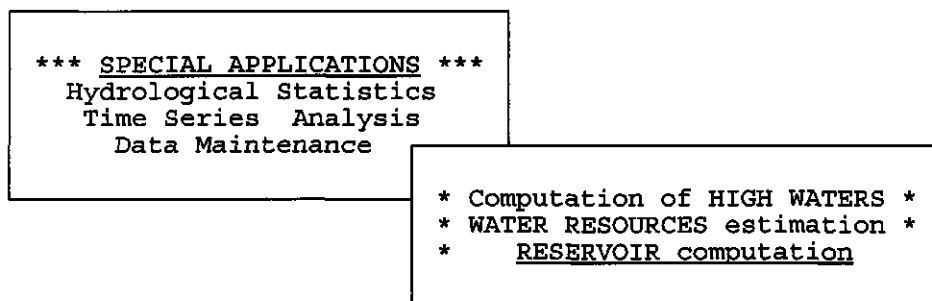 *** SPECIAL APPLICATIONS ***
Hydrological Statistics
Time Series Analysis
Data Maintenance
* Computation of HIGH WATERS *
* WATER RESOURCES estimation *
* RESERVOIR computation